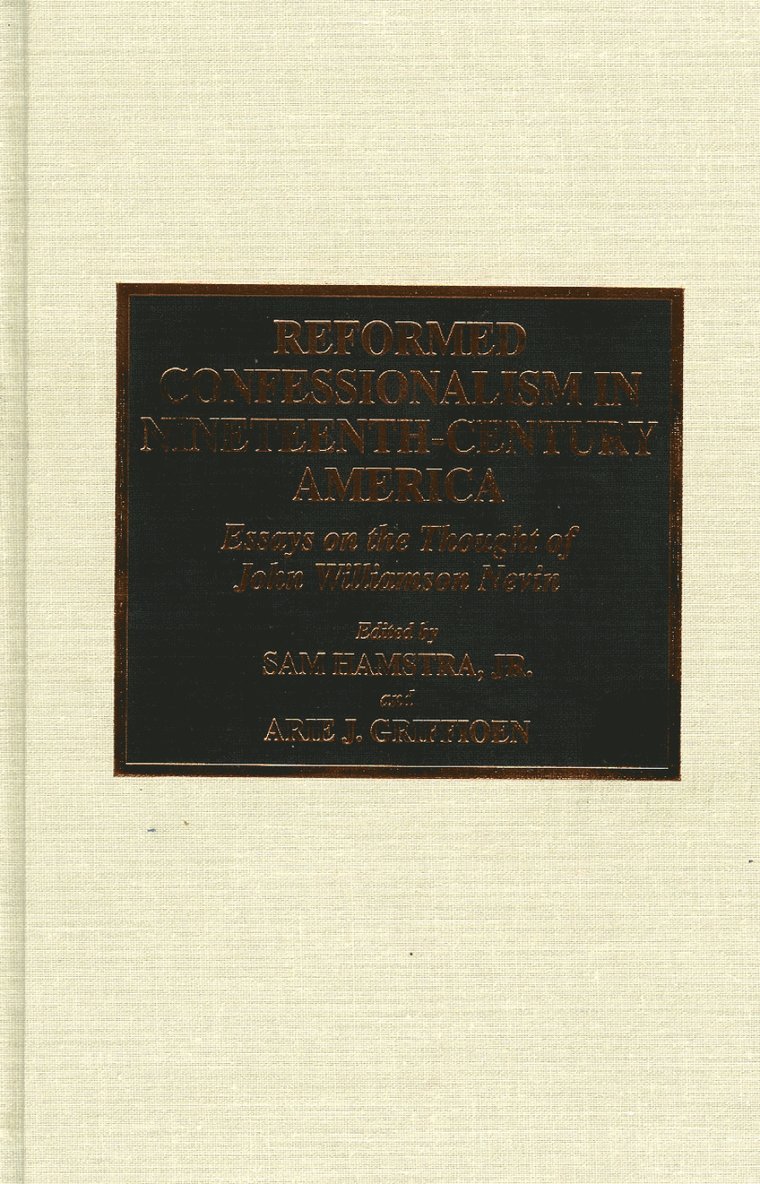 REFORMED
CONFESSIONALISM IN
NINETEENTH-CENTURY
AMERICA
Essays on the Thought of
John Williamson Nevin
Edited by
SAM HAMSTRA, JR.
and
ARIE J. GRIFFIOEN